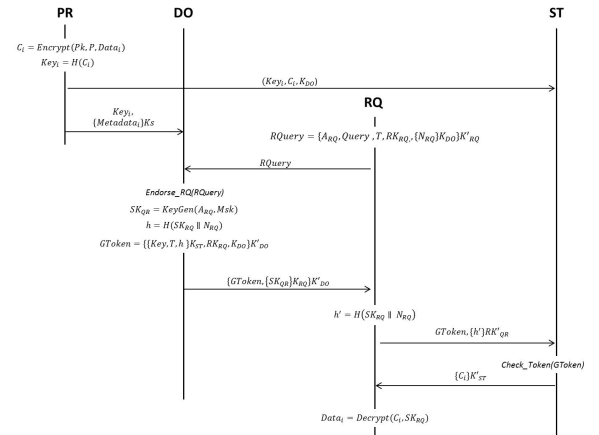 PR
DO
ST
C_i = Encrypt(Pk, P, Data_i)
Key_i = H(C_i)
(Key_i, C_i, K_DO)
RQ
Key_i,
{Metadata_i}Ks
RQuery = {A_RQ, Query , T, RK_RQ, {N_RQ}K_DO}K'_RQ
RQuery
Endorse_RQ(RQuery)
SK_QR = KeyGen(A_RQ, Msk)
h = H(SK_RQ ∥ N_RQ)
GToken = {{Key, T, h }K_ST, RK_RQ, K_DO}K'_DO
{GToken, {SK_QR}K_RQ}K'_DO
h' = H(SK_RQ ∥ N_RQ)
GToken, {h'}RK'_QR
Check_Token(GToken)
{C_i}K'_ST
Data_i = Decrypt(C_i, SK_RQ)